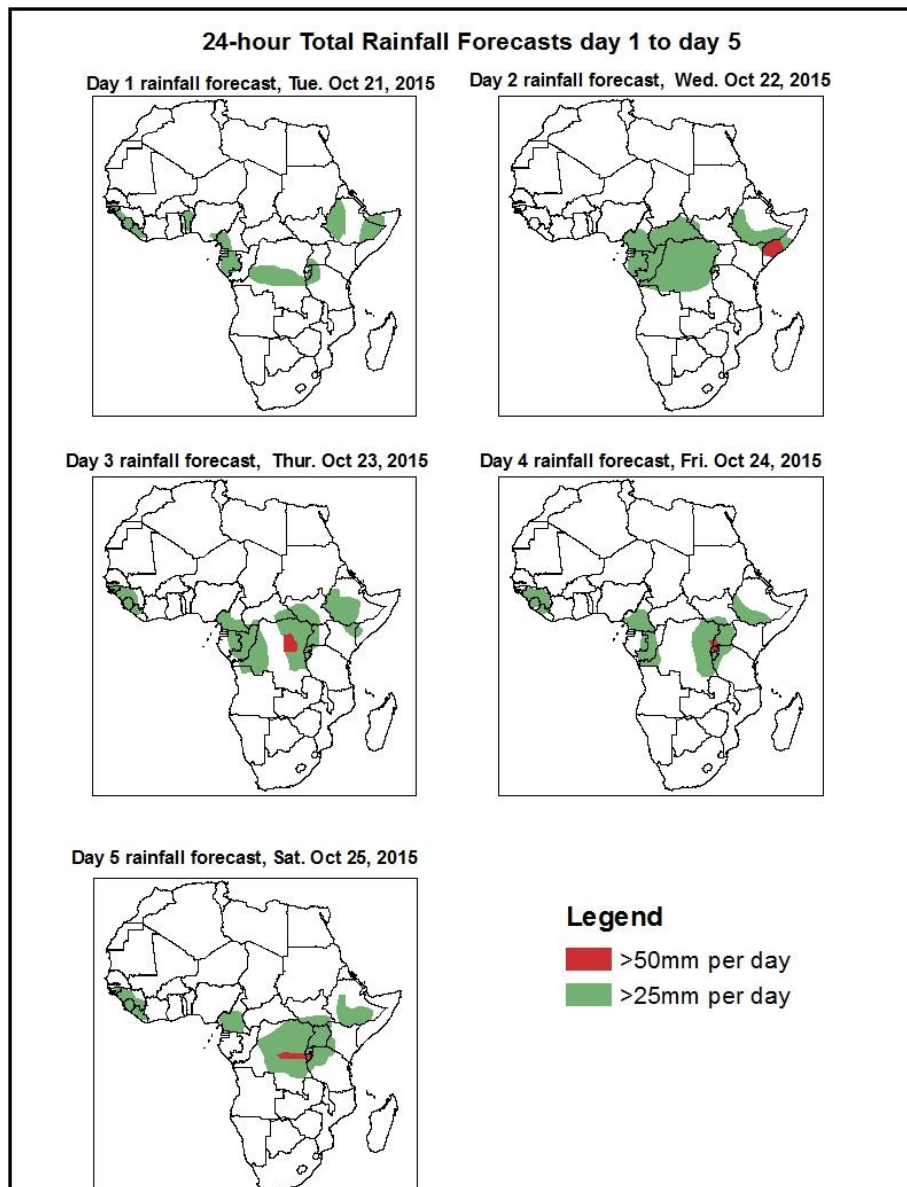 24-hour Total Rainfall Forecasts day 1 to day 5
Day 1 rainfall forecast, Tue. Oct 21, 2015
Day 2 rainfall forecast, Wed. Oct 22, 2015
Day 3 rainfall forecast, Thur. Oct 23, 2015
Day 4 rainfall forecast, Fri. Oct 24, 2015
Day 5 rainfall forecast, Sat. Oct 25, 2015
Legend
>50mm per day
>25mm per day